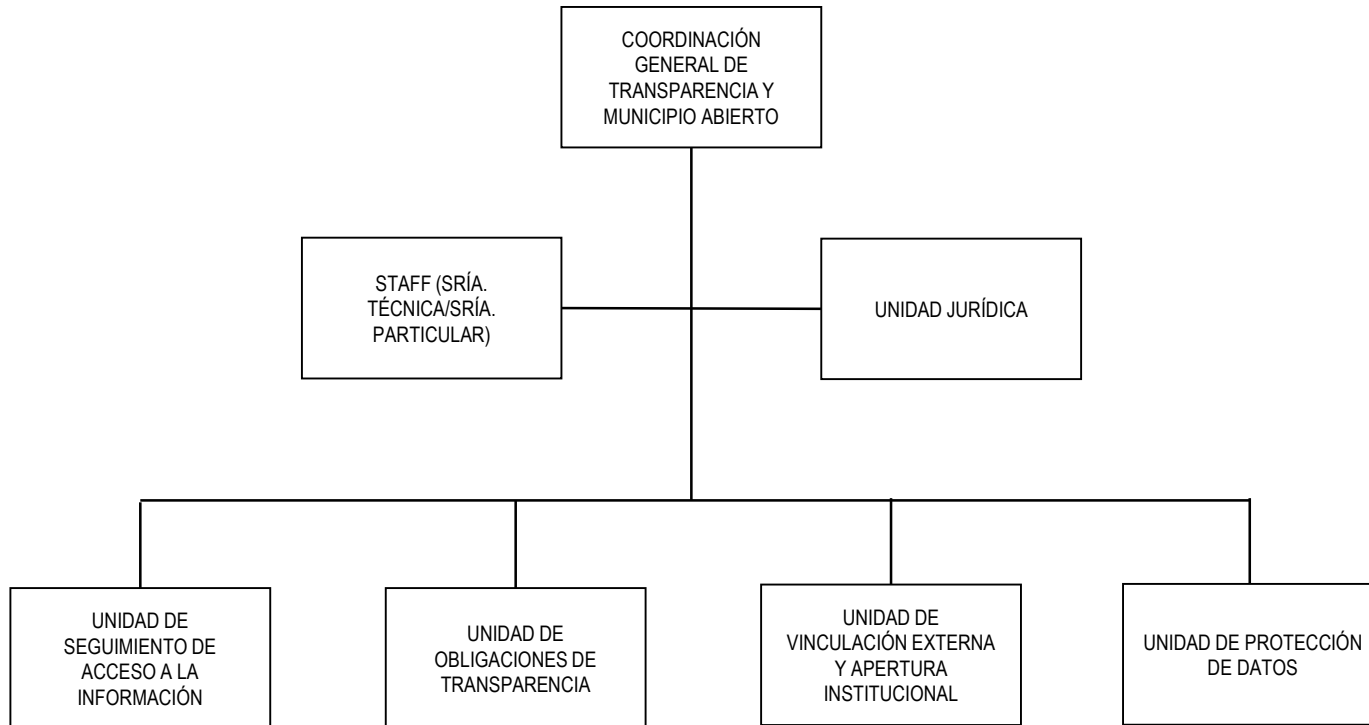 COORDINACIÓN
GENERAL DE
TRANSPARENCIA Y
MUNICIPIO ABIERTO
STAFF (SRÍA.
TÉCNICA/SRÍA.
PARTICULAR)
UNIDAD JURÍDICA
UNIDAD DE
SEGUIMIENTO DE
ACCESO A LA
INFORMACIÓN
UNIDAD DE
OBLIGACIONES DE
TRANSPARENCIA
UNIDAD DE
VINCULACIÓN EXTERNA
Y APERTURA
INSTITUCIONAL
UNIDAD DE PROTECCIÓN
DE DATOS